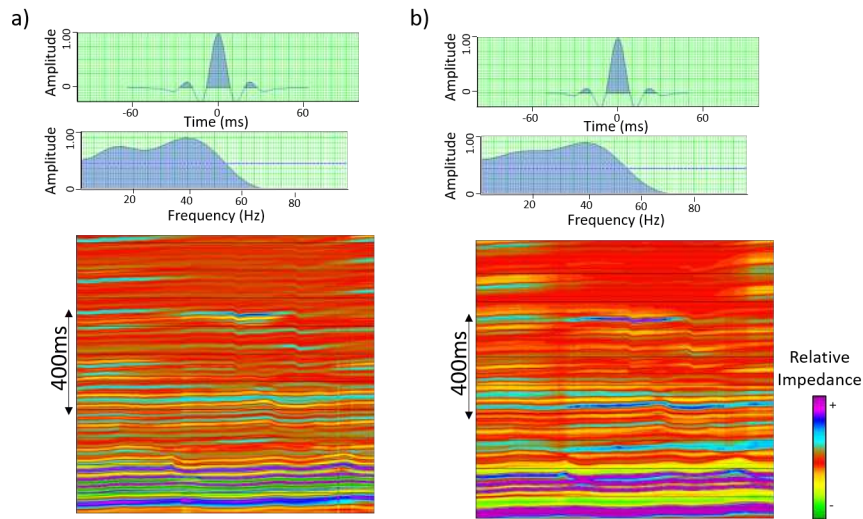 a)
Amplitude
1.00
0
-60
0
60
Time (ms)
Amplitude
1.00
0
20
40
60
80
Frequency (Hz)
400ms
b)
Amplitude
1.00
0
-60
0
60
Time (ms)
Amplitude
1.00
0
20
40
60
80
Frequency (Hz)
400ms
Relative
Impedance
+
-